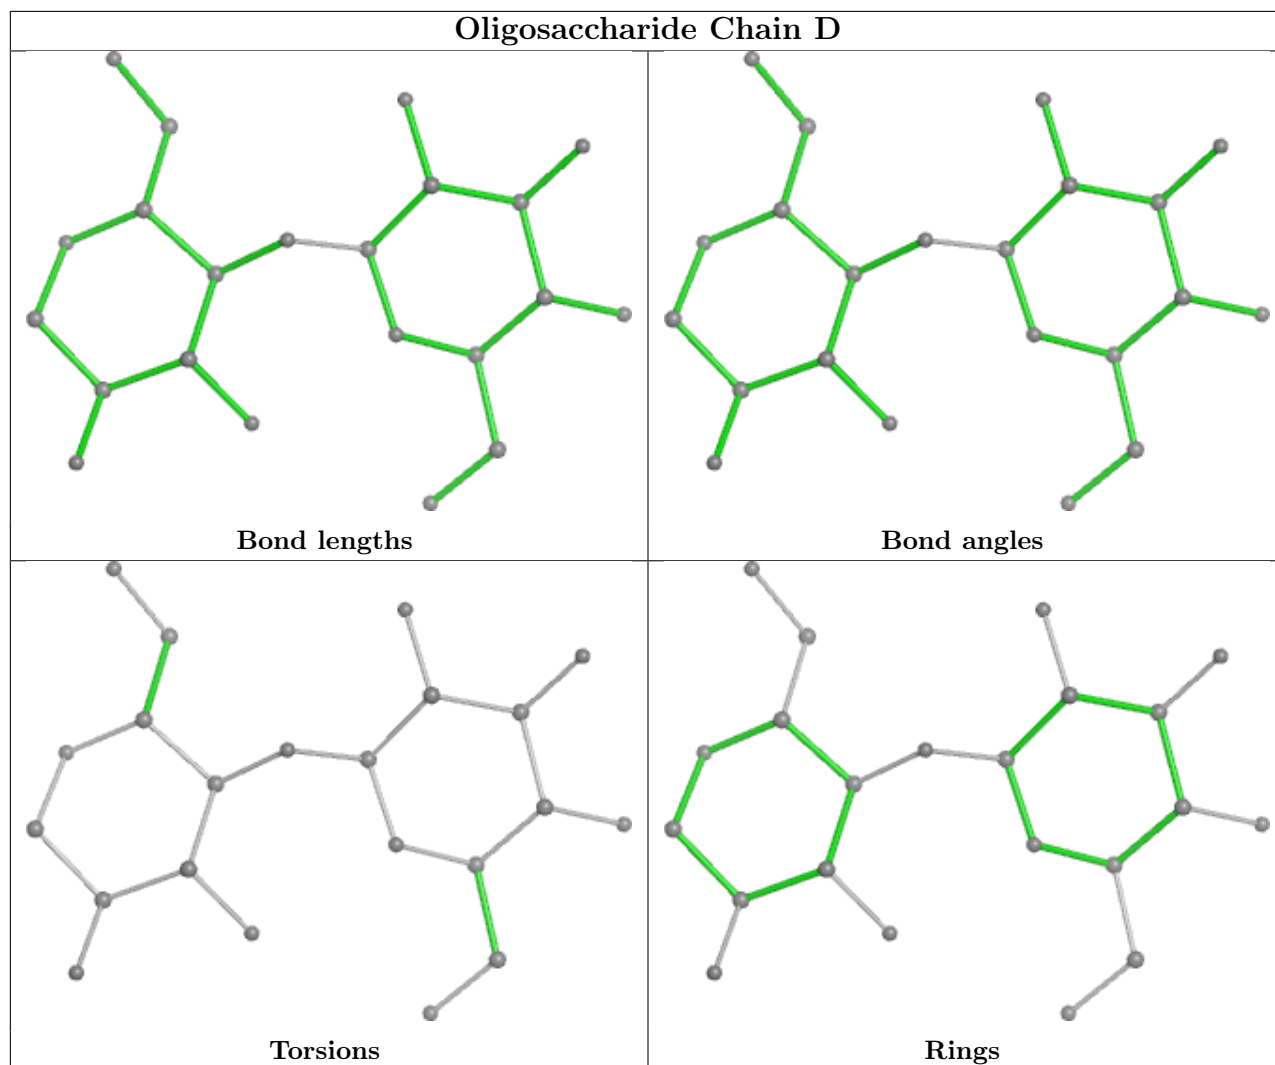 Oligosaccharide Chain D
Bond lengths
Bond angles
Torsions
Rings